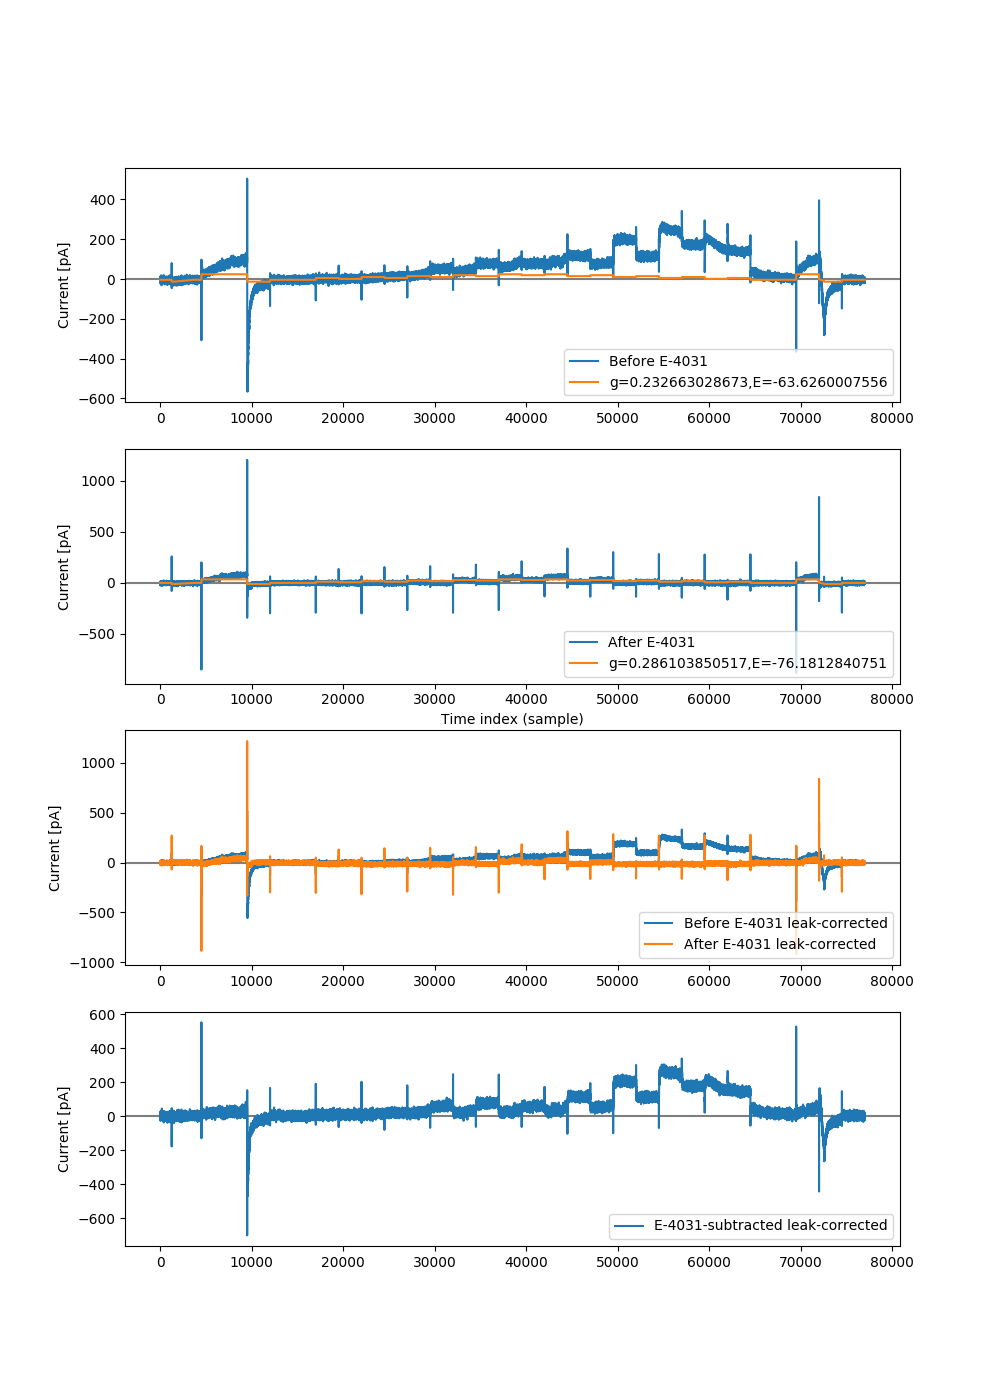 400
200
0
−200
−400
−600
Current [pA]
Before E-4031
g=0.232663028673,E=-63.6260007556
0 10000 20000 30000 40000 50000 60000 70000 80000
1000
500
0
−500
Current [pA]
After E-4031
g=0.286103850517,E=-76.1812840751
0 10000 20000 30000 40000 50000 60000 70000 80000
Time index (sample)
1000
500
0
−500
−1000
Current [pA]
Before E-4031 leak-corrected
After E-4031 leak-corrected
0 10000 20000 30000 40000 50000 60000 70000 80000
600
400
200
0
−200
−400
−600
Current [pA]
E-4031-subtracted leak-corrected
0 10000 20000 30000 40000 50000 60000 70000 80000